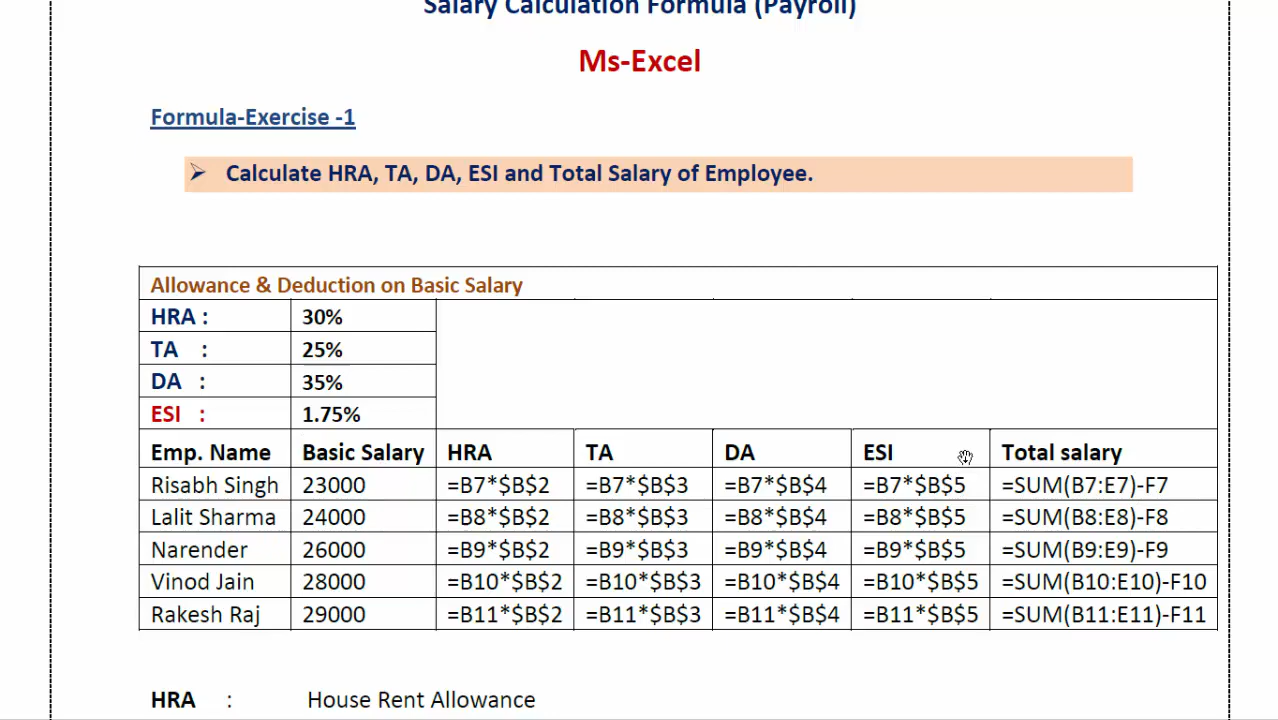 Salary Calculation Formula (Payroll)
Ms-Excel
Formula-Exercise -1
➢ Calculate HRA, TA, DA, ESI and Total Salary of Employee.
Allowance & Deduction on Basic Salary
HRA : 30%
TA : 25%
DA : 35%
ESI : 1.75%
Emp. Name Basic Salary HRA TA DA ESI Total salary
Risabh Singh 23000 =B7*$B$2 =B7*$B$3 =B7*$B$4 =B7*$B$5 =SUM(B7:E7)-F7
Lalit Sharma 24000 =B8*$B$2 =B8*$B$3 =B8*$B$4 =B8*$B$5 =SUM(B8:E8)-F8
Narender 26000 =B9*$B$2 =B9*$B$3 =B9*$B$4 =B9*$B$5 =SUM(B9:E9)-F9
Vinod Jain 28000 =B10*$B$2 =B10*$B$3 =B10*$B$4 =B10*$B$5 =SUM(B10:E10)-F10
Rakesh Raj 29000 =B11*$B$2 =B11*$B$3 =B11*$B$4 =B11*$B$5 =SUM(B11:E11)-F11
HRA : House Rent Allowance